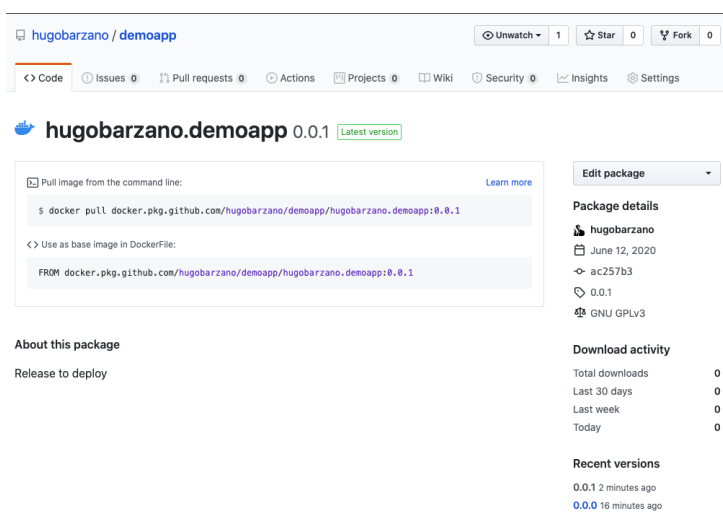 hugobarzano / demoapp
Unwatch 1 Star 0 Fork 0
<> Code Issues 0 Pull requests 0 Actions Projects 0 Wiki Security 0 Insights Settings
hugobarzano.demoapp 0.0.1 Latest version
Pull image from the command line: Learn more
$ docker pull docker.pkg.github.com/hugobarzano/demoapp/hugobarzano.demoapp:0.0.1
<> Use as base image in DockerFile:
FROM docker.pkg.github.com/hugobarzano/demoapp/hugobarzano.demoapp:0.0.1
About this package
Release to deploy
Edit package
Package details
hugobarzano
June 12, 2020
ac257b3
0.0.1
GNU GPLv3
Download activity
Total downloads 0
Last 30 days 0
Last week 0
Today 0
Recent versions
0.0.1 2 minutes ago
0.0.0 16 minutes ago